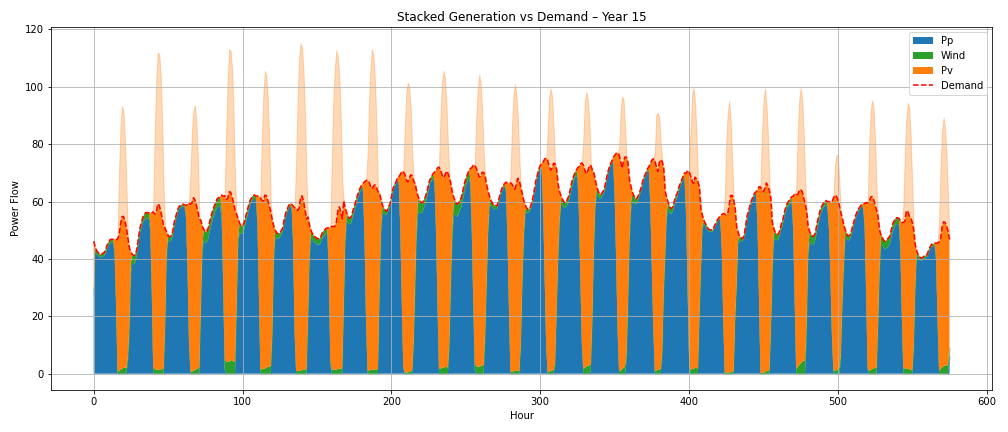 Stacked Generation vs Demand – Year 15
120
100
80
60
40
20
0
Power Flow
Pp
Wind
Pv
Demand
0 100 200 300 400 500 600
Hour